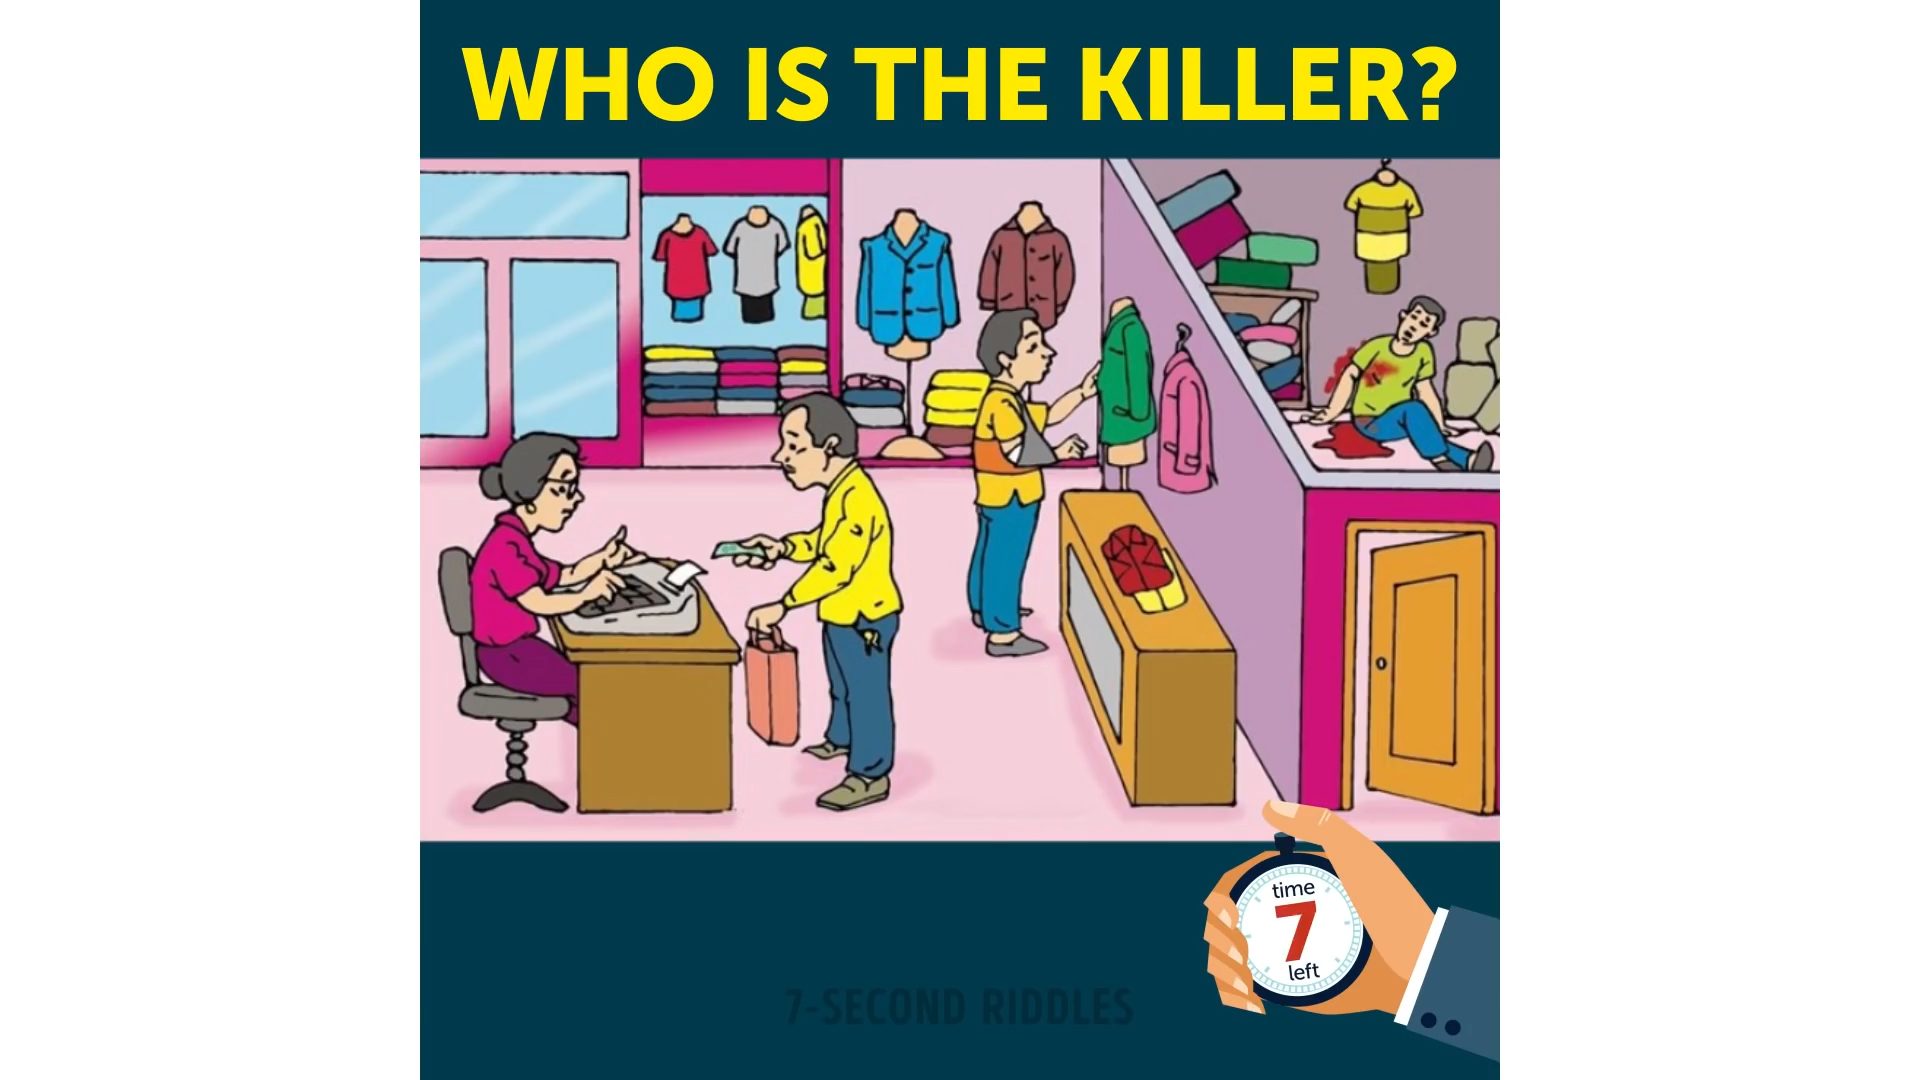 WHO IS THE KILLER?
time
7
left
7-SECOND RIDDLES